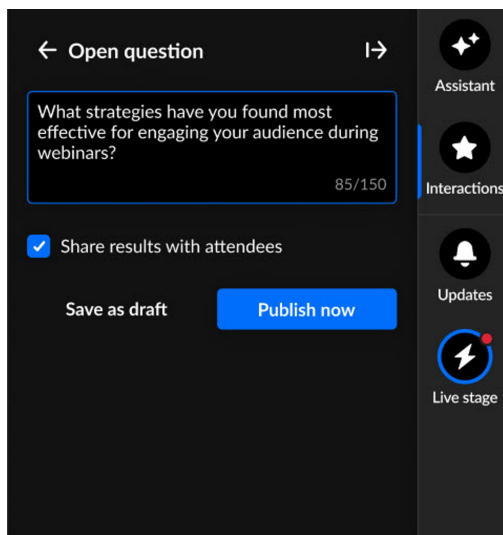 Open question
What strategies have you found most
effective for engaging your audience during
webinars?
85/150
Share results with attendees
Save as draft
Publish now
Assistant
Interactions
Updates
Live stage